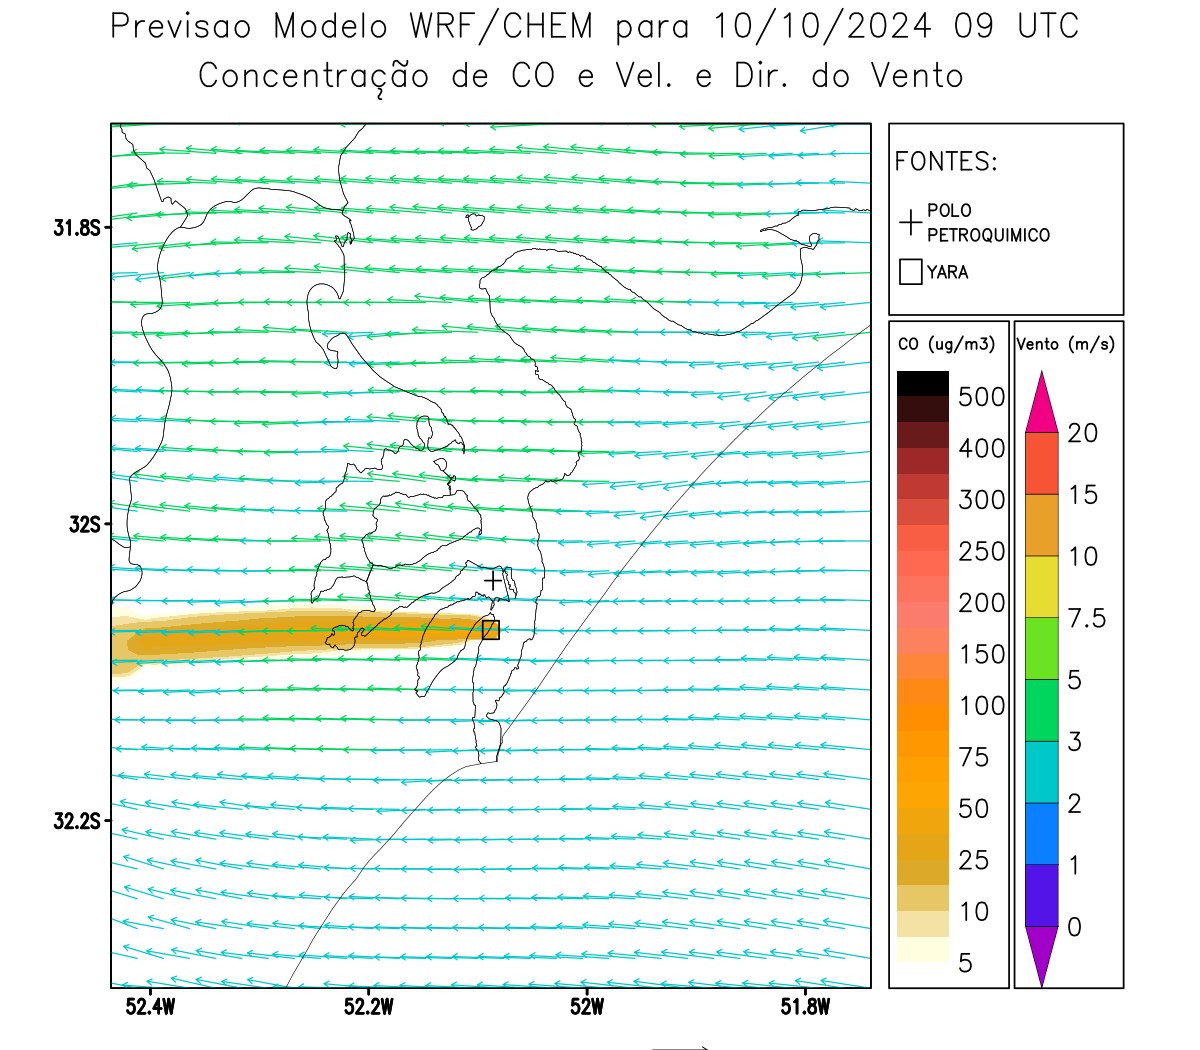 Previsao Modelo WRF/CHEM para 10/10/2024 09 UTC
Concentração de CO e Vel. e Dir. do Vento
FONTES:
POLO
PETROQUIMICO
YARA
CO (ug/m3)
500
400
300
250
200
150
100
75
50
25
10
5
Vento (m/s)
20
15
10
7.5
5
3
2
1
0
31.8S
32S
32.2S
52.4W
52.2W
52W
51.8W